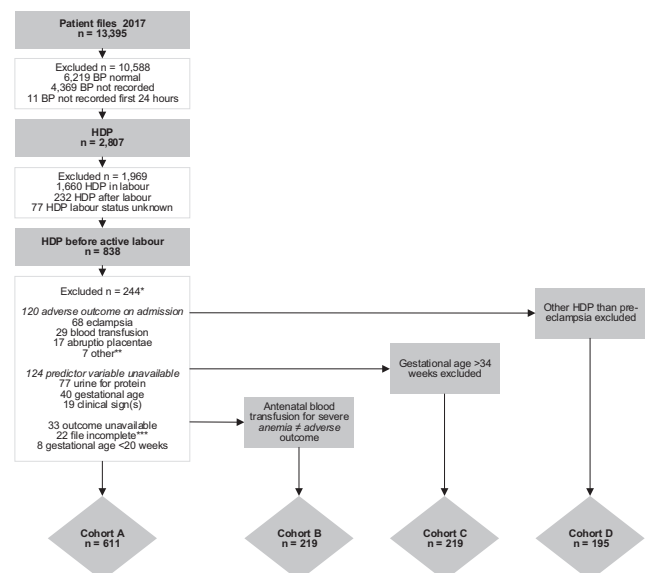 Patient files 2017
n = 13,395
Excluded n = 10,588
6,219 BP normal
4,369 BP not recorded
11 BP not recorded first 24 hours
HDP
n = 2,807
Excluded n = 1,969
1,660 HDP in labour
232 HDP after labour
77 HDP labour status unknown
HDP before active labour
n = 838
Excluded n = 244*
120 adverse outcome on admission
68 eclampsia
29 blood transfusion
17 abruptio placentae
7 other**
124 predictor variable unavailable
77 urine for protein
40 gestational age
19 clinical sign(s)
33 outcome unavailable
22 file incomplete***
8 gestational age <20 weeks
Other HDP than pre-
eclampsia excluded
Gestational age >34
weeks excluded
Antenatal blood
transfusion for severe
anemia ≠ adverse
outcome
Cohort A
n = 611
Cohort B
n = 219
Cohort C
n = 219
Cohort D
n = 195